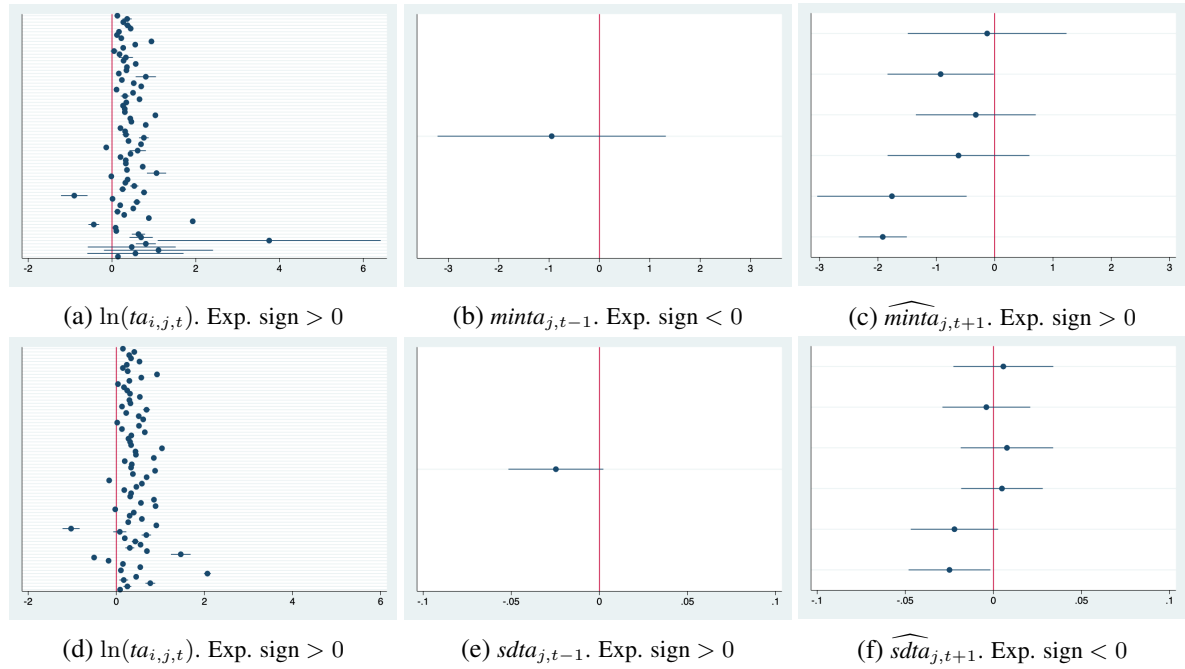 -2 0 2 4 6
-3 -2 -1 0 1 2 3
-3 -2 -1 0 1 2 3
(a) ln(ta_{i,j,t}). Exp. sign > 0
(b) minta_{j,t−1}. Exp. sign < 0
(c) \widehat{minta}_{j,t+1}. Exp. sign > 0
-2 0 2 4 6
-.1 -.05 0 .05 .1
-.1 -.05 0 .05 .1
(d) ln(ta_{i,j,t}). Exp. sign > 0
(e) sdta_{j,t−1}. Exp. sign > 0
(f) \widehat{sdta}_{j,t+1}. Exp. sign < 0